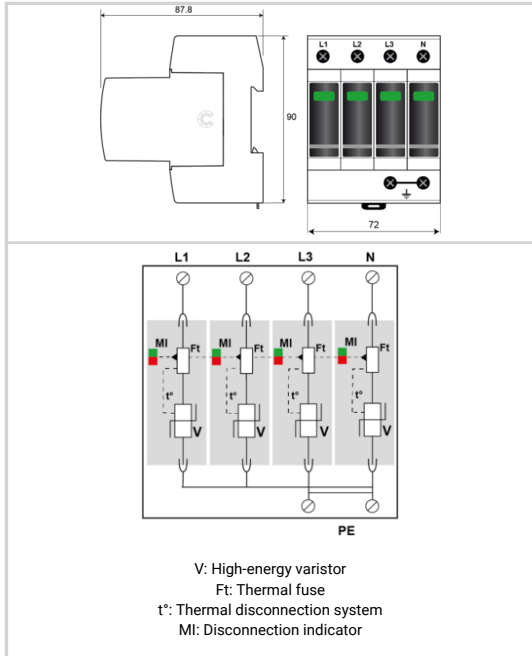 87.8
L1 L2 L3 N
90
72
L1 L2 L3 N
MI Ft MI Ft MI Ft MI Ft
t° t° t° t°
V V V V
PE
V: High-energy varistor
Ft: Thermal fuse
t°: Thermal disconnection system
MI: Disconnection indicator